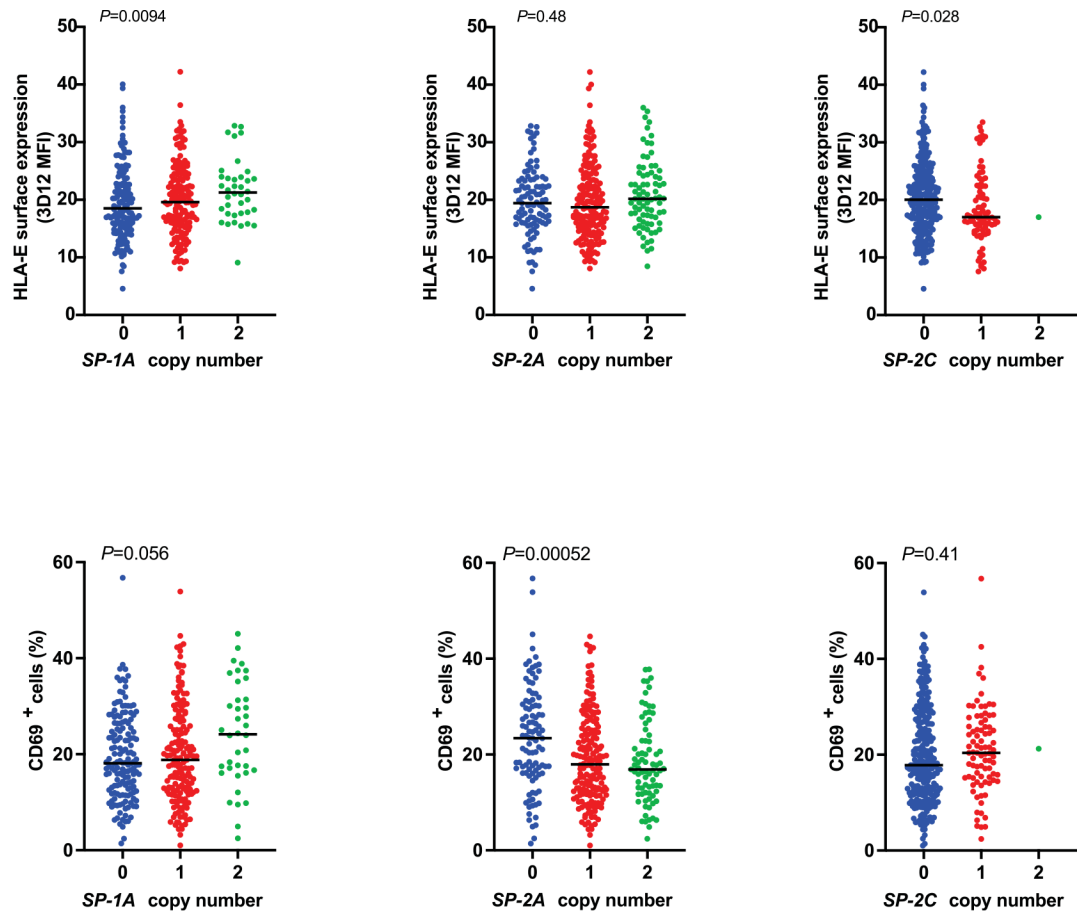 P=0.0094
HLA-E surface expression
(3D12 MFI)
50
40
30
20
10
0
0 1 2
SP-1A copy number
P=0.48
HLA-E surface expression
(3D12 MFI)
50
40
30
20
10
0
0 1 2
SP-2A copy number
P=0.028
HLA-E surface expression
(3D12 MFI)
50
40
30
20
10
0
0 1 2
SP-2C copy number
P=0.056
CD69 + cells (%)
60
40
20
0
0 1 2
SP-1A copy number
P=0.00052
CD69 + cells (%)
60
40
20
0
0 1 2
SP-2A copy number
P=0.41
CD69 + cells (%)
60
40
20
0
0 1 2
SP-2C copy number